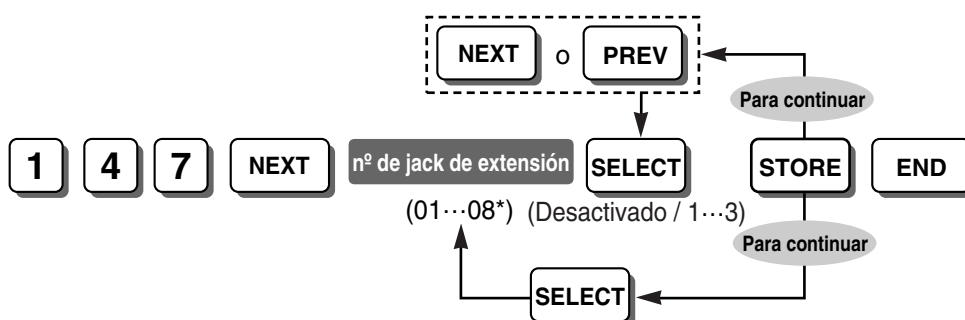 NEXT o PREV
Para continuar
1 4 7 NEXT nº de jack de extensión SELECT STORE END
(01···08*) (Desactivado / 1···3)
Para continuar
SELECT